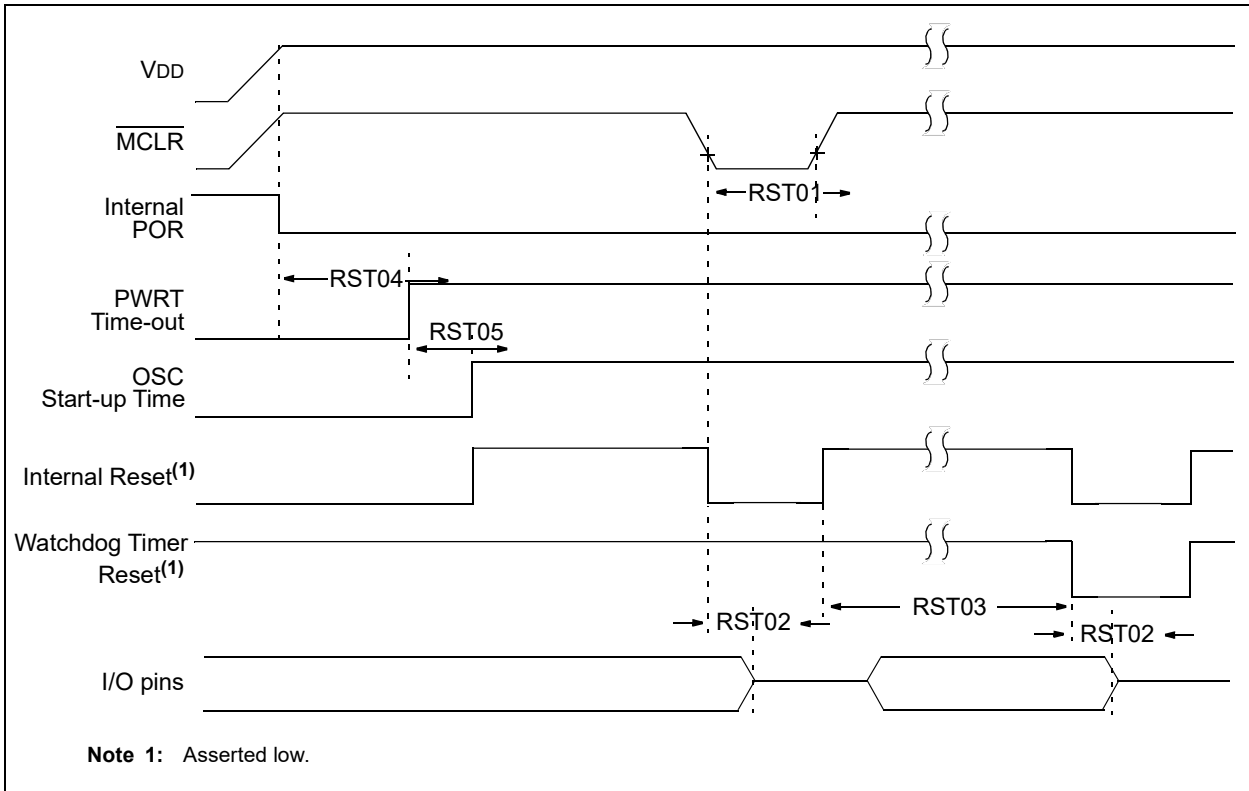 VDD
MCLR
Internal
POR
RST01
RST04
PWRT
Time-out
RST05
OSC
Start-up Time
Internal Reset(1)
Watchdog Timer
Reset(1)
RST02
RST03
RST02
I/O pins
Note 1: Asserted low.